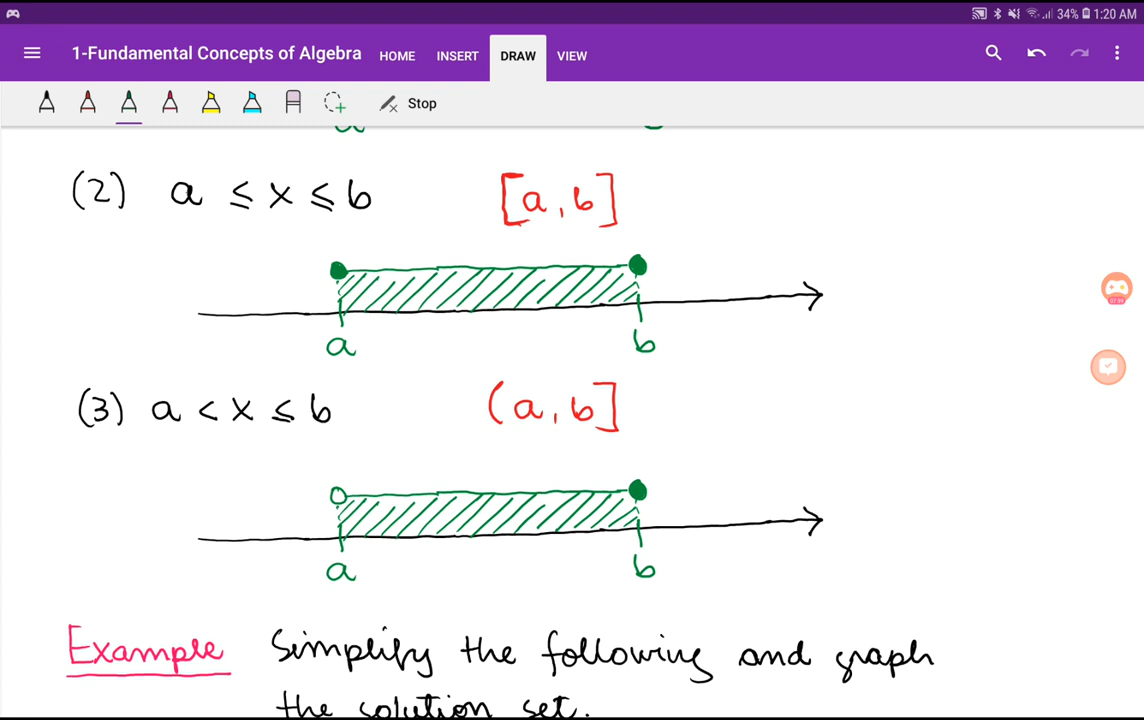 34% 1:20 AM
1-Fundamental Concepts of Algebra HOME INSERT DRAW VIEW
Stop
a
(2) a ≤ x ≤ b [a, b]
a b
(3) a < x ≤ b (a, b]
a b
Example Simplify the following and graph
the solution set.